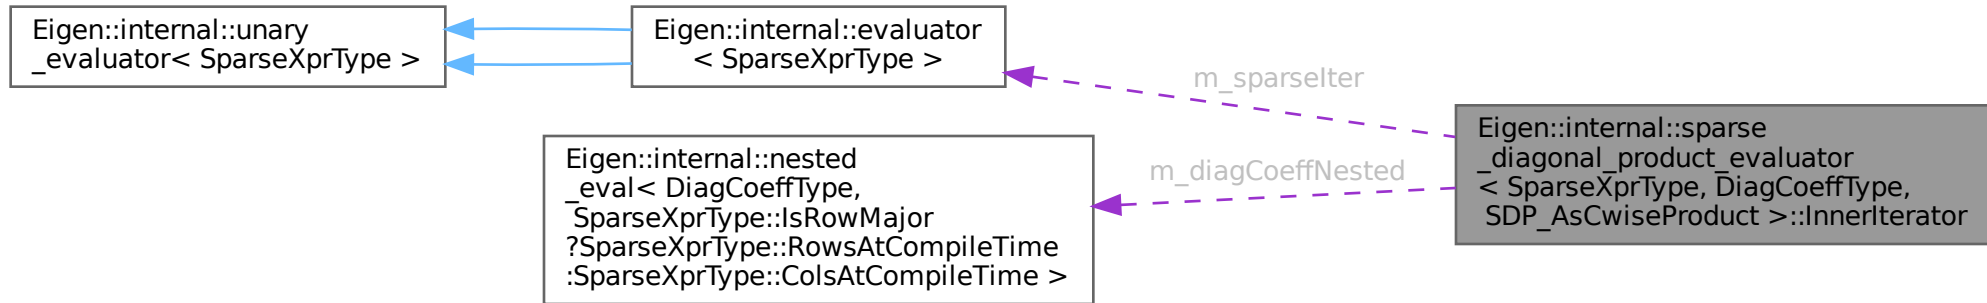 Eigen::internal::unary
_evaluator< SparseXprType >
Eigen::internal::evaluator
< SparseXprType >
m_sparseIter
Eigen::internal::nested
_eval< DiagCoeffType,
SparseXprType::IsRowMajor
?SparseXprType::RowsAtCompileTime
:SparseXprType::ColsAtCompileTime >
m_diagCoeffNested
Eigen::internal::sparse
_diagonal_product_evaluator
< SparseXprType, DiagCoeffType,
SDP_AsCwiseProduct >::InnerIterator